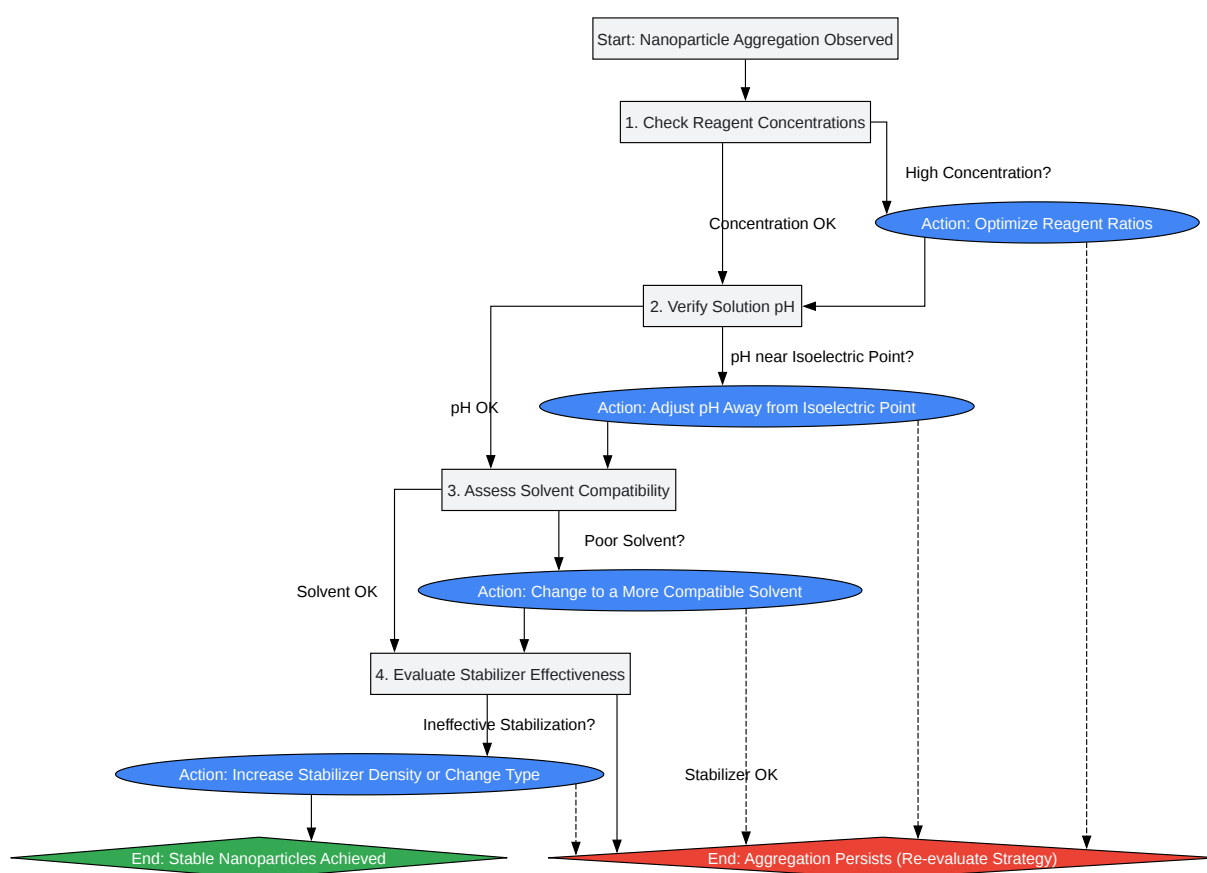 Start: Nanoparticle Aggregation Observed
1. Check Reagent Concentrations
High Concentration?
Concentration OK
Action: Optimize Reagent Ratios
2. Verify Solution pH
pH near Isoelectric Point?
pH OK
Action: Adjust pH Away from Isoelectric Point
3. Assess Solvent Compatibility
Poor Solvent?
Solvent OK
Action: Change to a More Compatible Solvent
4. Evaluate Stabilizer Effectiveness
Ineffective Stabilization?
Action: Increase Stabilizer Density or Change Type
Stabilizer OK
End: Stable Nanoparticles Achieved
End: Aggregation Persists (Re-evaluate Strategy)